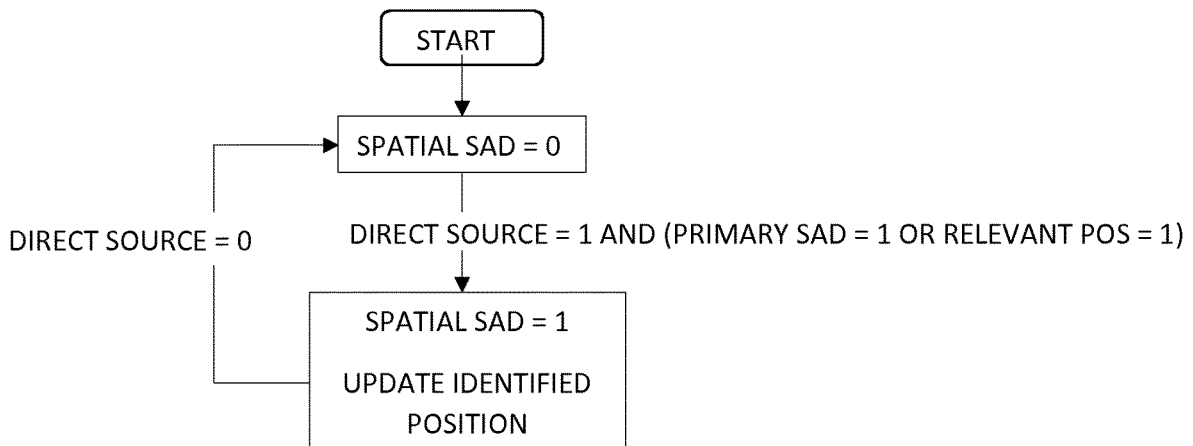 START
SPATIAL SAD = 0
DIRECT SOURCE = 0
DIRECT SOURCE = 1 AND (PRIMARY SAD = 1 OR RELEVANT POS = 1)
SPATIAL SAD = 1
UPDATE IDENTIFIED
POSITION